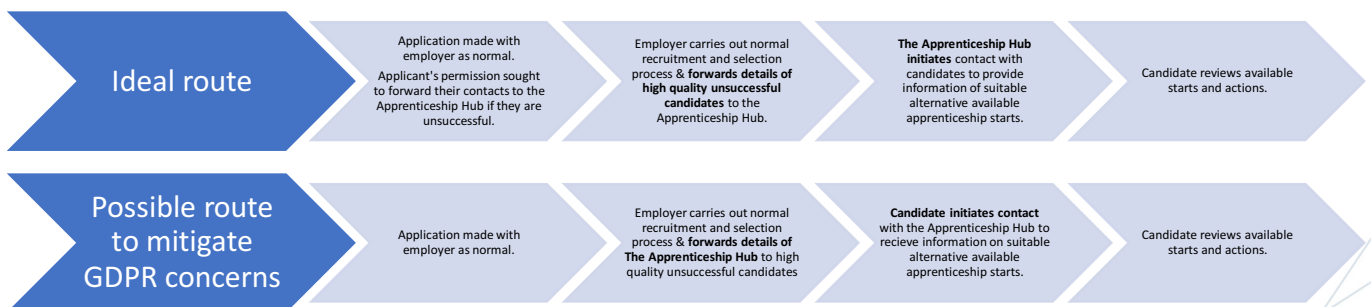 Ideal route
Application made with
employer as normal.
Applicant's permission sought
to forward their contacts to the
Apprenticeship Hub if they are
unsuccessful.
Employer carries out normal
recruitment and selection
process & forwards details of
high quality unsuccessful
candidates to the
Apprenticeship Hub.
The Apprenticeship Hub
initiates contact with
candidates to provide
information of suitable
alternative available
apprenticeship starts.
Candidate reviews available
starts and actions.
Possible route
to mitigate
GDPR concerns
Application made with
employer as normal.
Employer carries out normal
recruitment and selection
process & forwards details of
The Apprenticeship Hub to high
quality unsuccessful candidates
Candidate initiates contact
with the Apprenticeship Hub to
recieve information on suitable
alternative available
apprenticeship starts.
Candidate reviews available
starts and actions.